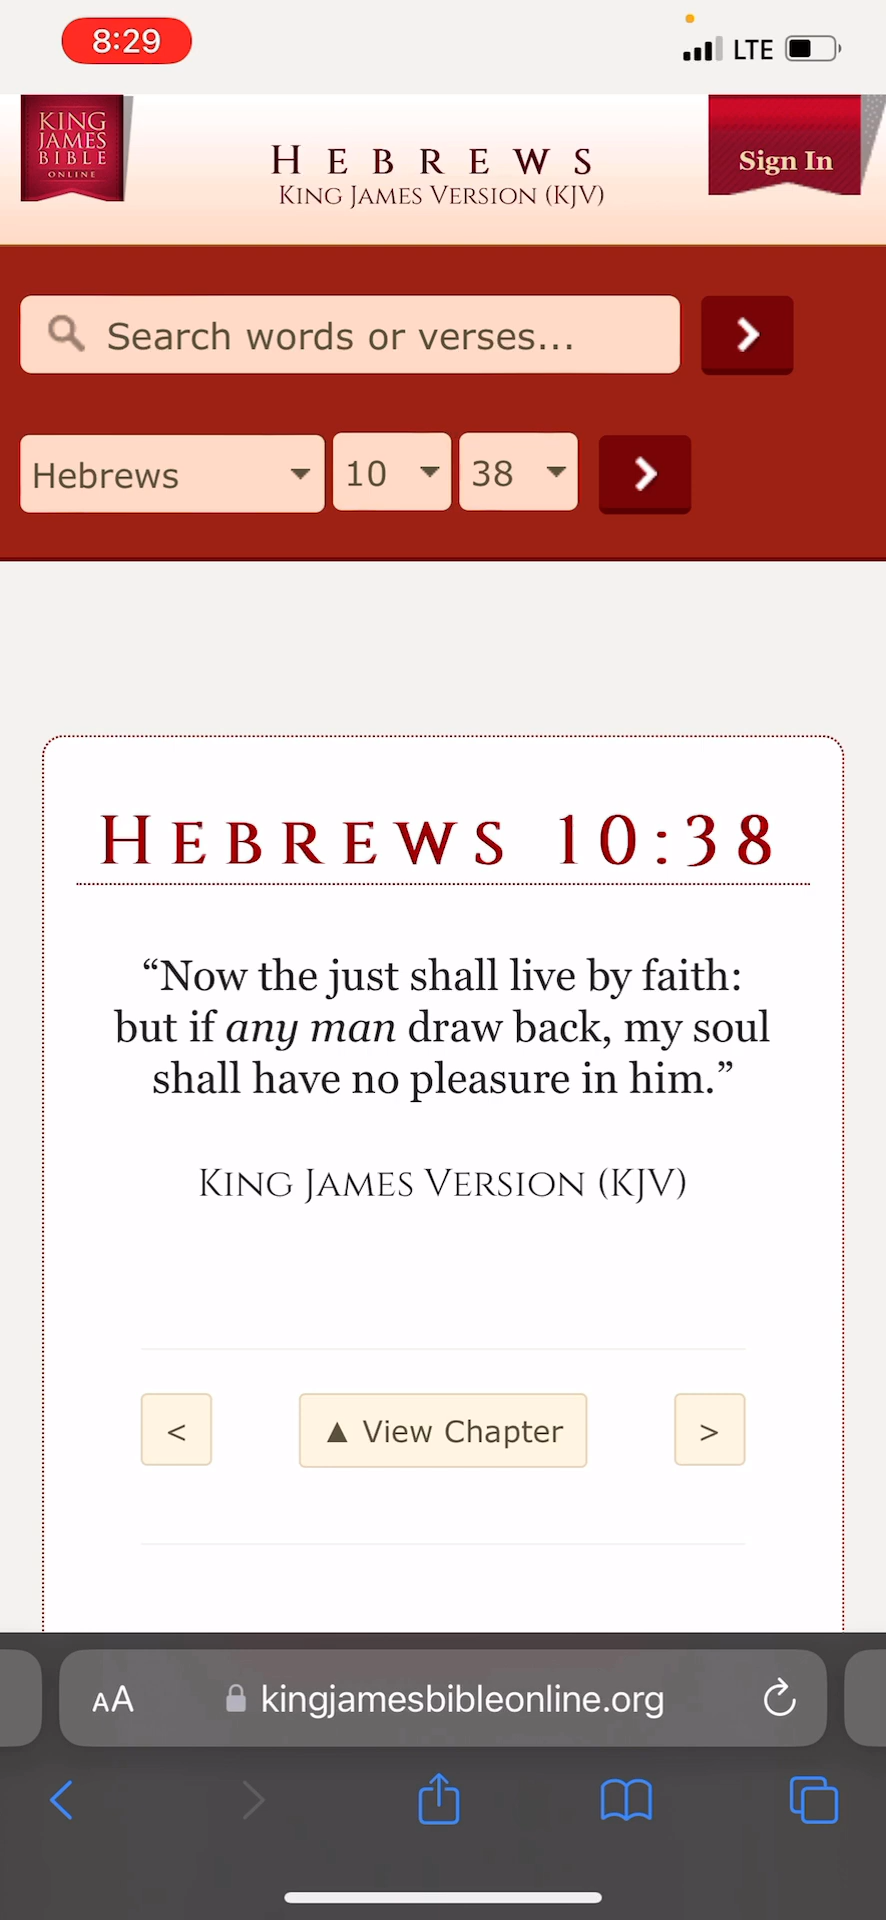 8:29
LTE
KING
JAMES
BIBLE
ONLINE
HEBREWS
KING JAMES VERSION (KJV)
Sign In
Search words or verses...
Hebrews 10 38
HEBREWS 10:38
“Now the just shall live by faith:
but if any man draw back, my soul
shall have no pleasure in him.”
KING JAMES VERSION (KJV)
< ▲ View Chapter >
AA kingjamesbibleonline.org